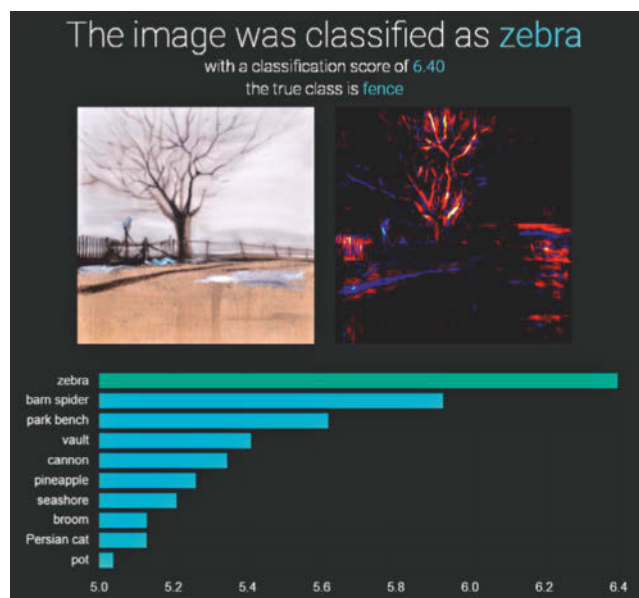 The image was classified as zebra
with a classification score of 6.40
the true class is fence
zebra
barn spider
park bench
vault
cannon
pineapple
seashore
broom
Persian cat
pot
5.0 5.2 5.4 5.6 5.8 6.0 6.2 6.4